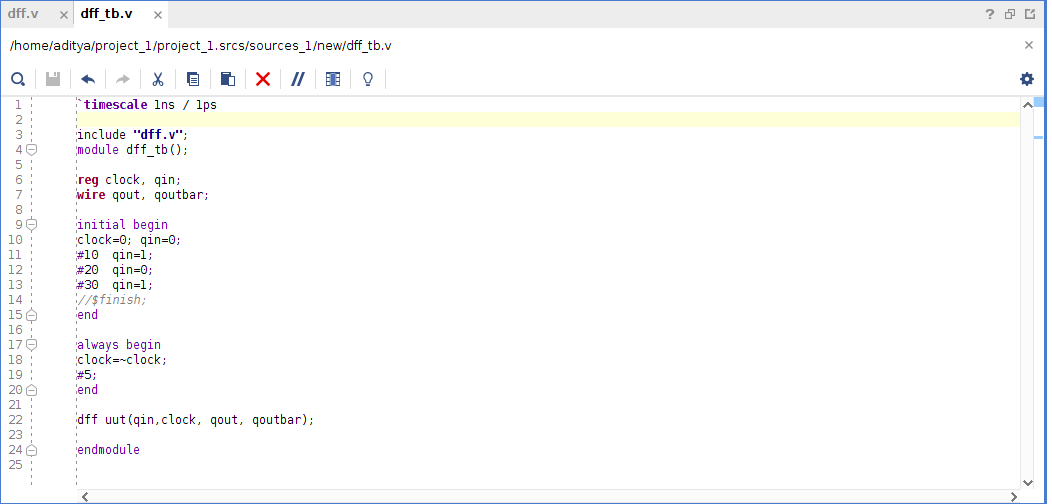 dff.v × dff_tb.v × ?
/home/aditya/project_1/project_1.srcs/sources_1/new/dff_tb.v ×
1 `timescale 1ns / 1ps
2
3 include "dff.v";
4 module dff_tb();
5
6 reg clock, qin;
7 wire qout, qoutbar;
8
9 initial begin
10 clock=0; qin=0;
11 #10  qin=1;
12 #20  qin=0;
13 #30  qin=1;
14 //$finish;
15 end
16
17 always begin
18 clock=~clock;
19 #5;
20 end
21
22 dff uut(qin,clock, qout, qoutbar);
23
24 endmodule
25